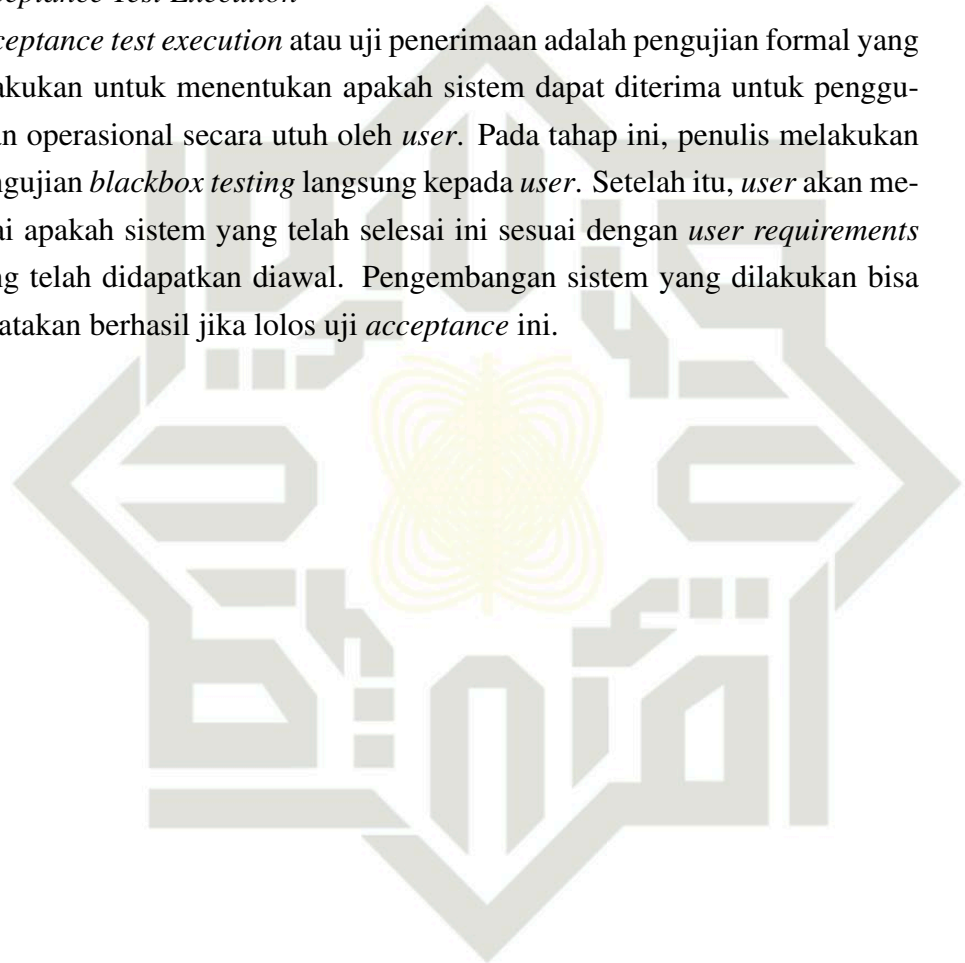 ceptance Test Execution
ceptance test execution atau uji penerimaan adalah pengujian formal yang
akukan untuk menentukan apakah sistem dapat diterima untuk penggu-
n operasional secara utuh oleh user. Pada tahap ini, penulis melakukan
ngujian blackbox testing langsung kepada user. Setelah itu, user akan me-
ai apakah sistem yang telah selesai ini sesuai dengan user requirements
ng telah didapatkan diawal. Pengembangan sistem yang dilakukan bisa
atakan berhasil jika lolos uji acceptance ini.